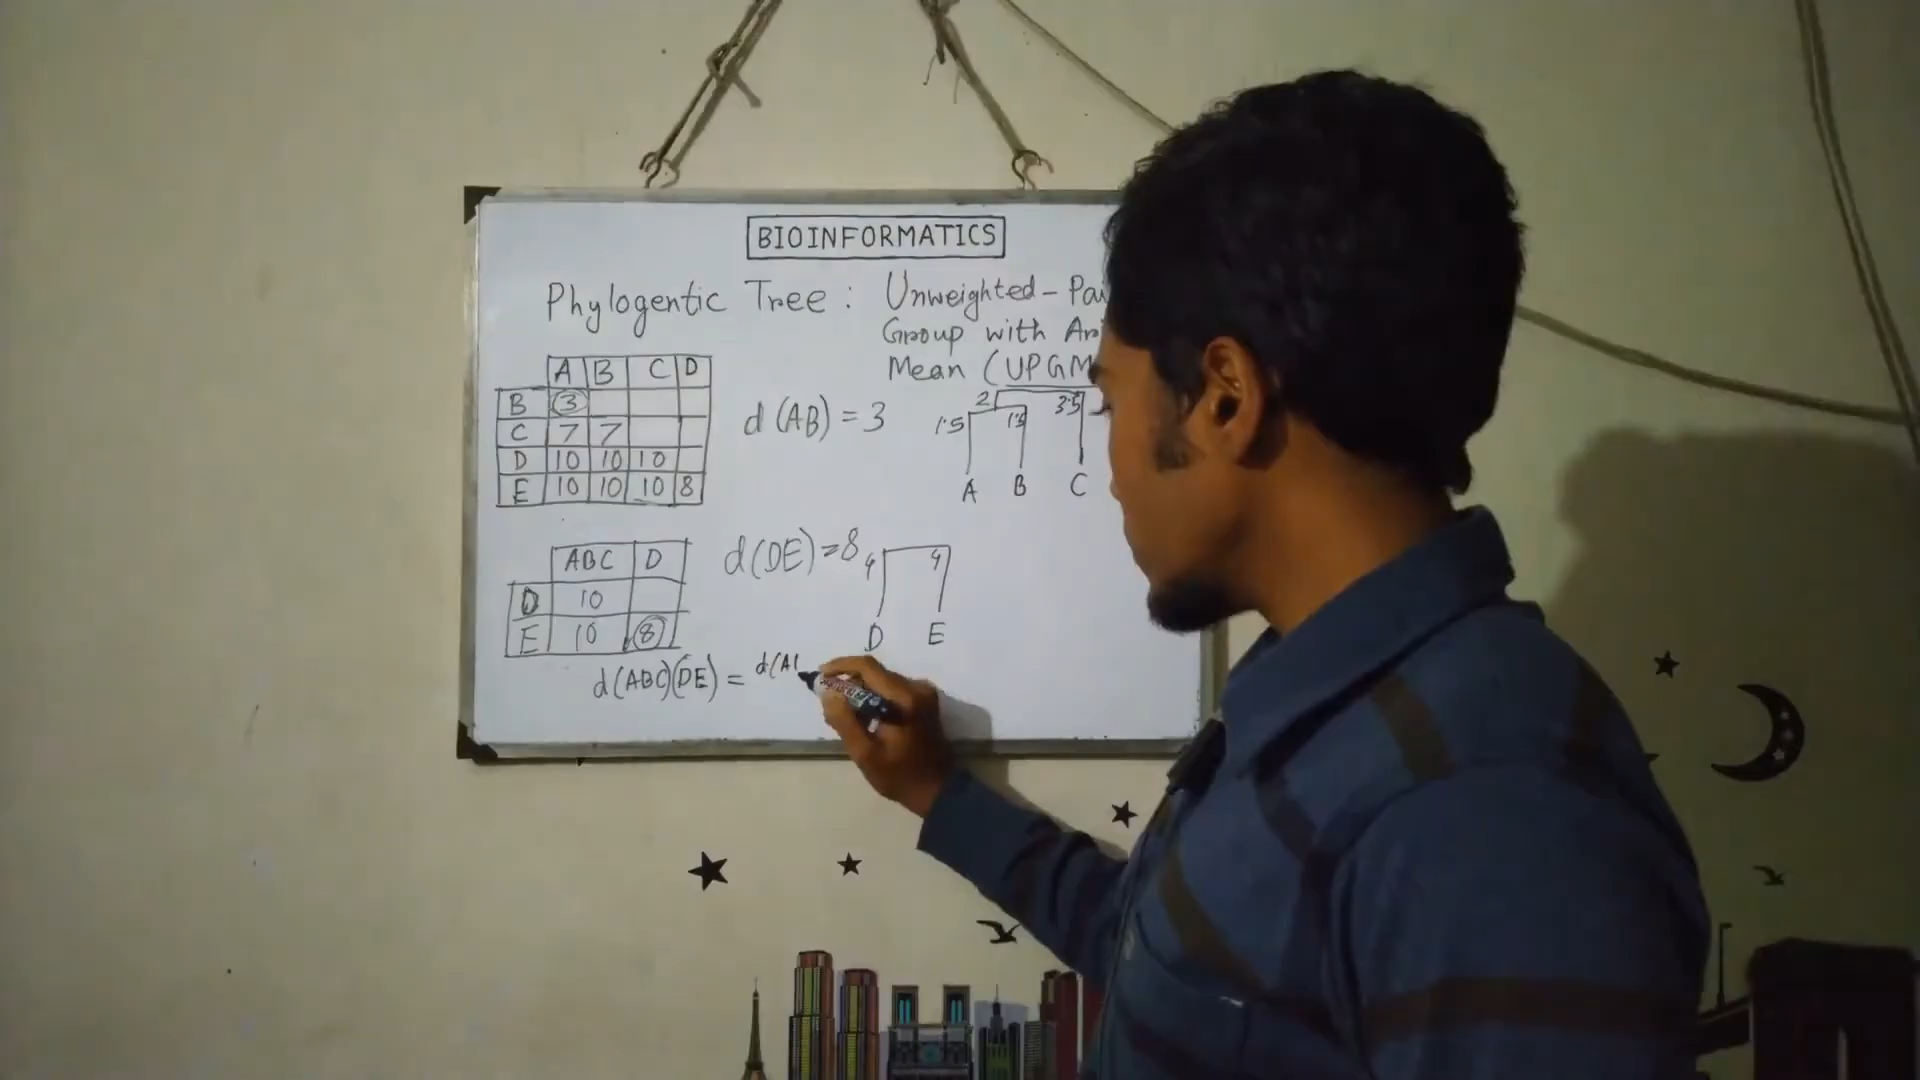 BIOINFORMATICS
Phylogentic Tree : Unweighted-Pai
Group with Ari
Mean (UPGM
A B C D
B 3
C 7 7
D 10 10 10
E 10 10 10 8
d(AB) = 3
2 3.5
1.5 1.5
A B C
ABC D
D 10
E 10 8
d(DE)=8
4 4
D E
d(ABC)(DE) = d(A